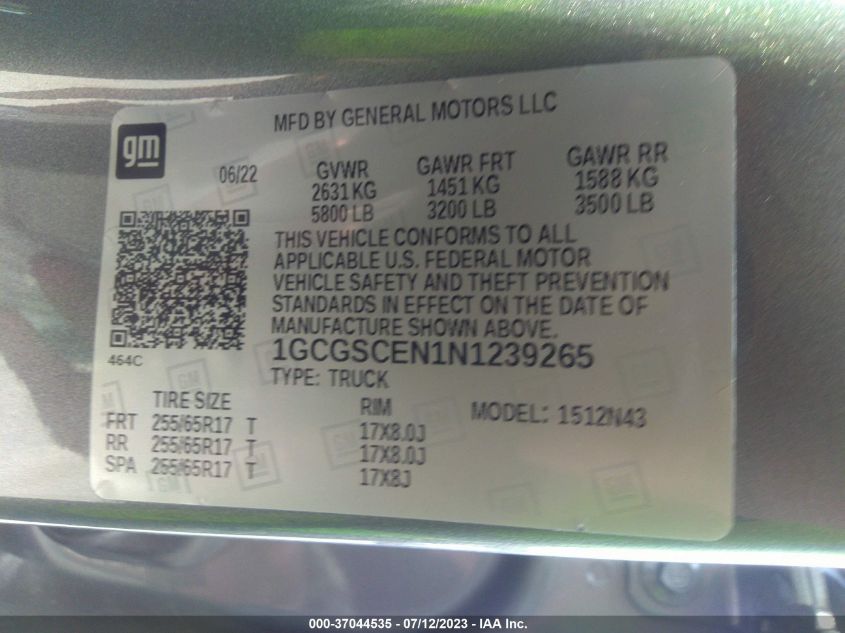 MFD BY GENERAL MOTORS LLC
gm
06/22
GVWR GAWR FRT GAWR RR
2631 KG 1451 KG 1588 KG
5800 LB 3200 LB 3500 LB
THIS VEHICLE CONFORMS TO ALL
APPLICABLE U.S. FEDERAL MOTOR
VEHICLE SAFETY AND THEFT PREVENTION
STANDARDS IN EFFECT ON THE DATE OF
MANUFACTURE SHOWN ABOVE.
464C
1GCGSCEN1N1239265
TYPE: TRUCK
TIRE SIZE RIM MODEL: 1512N43
FRT 255/65R17 T 17X8.0J
RR 255/65R17 T 17X8.0J
SPA 255/65R17 T 17X8J
000-37044535 - 07/12/2023 - IAA Inc.